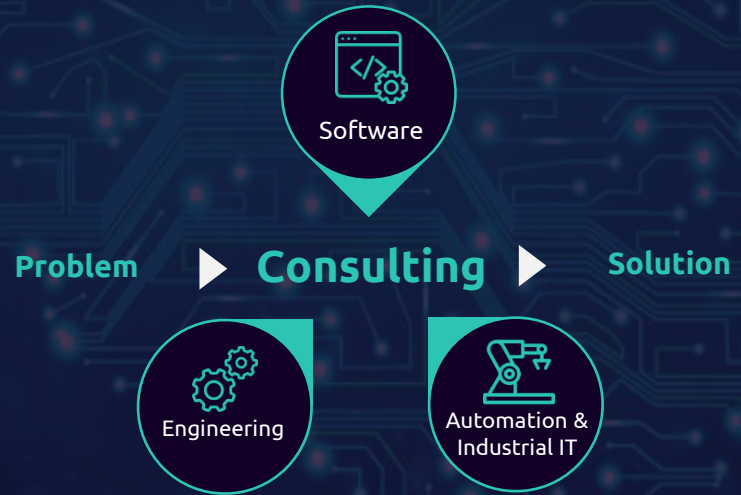 </>
Software
Problem
Consulting
Solution
Engineering
Automation &
Industrial IT